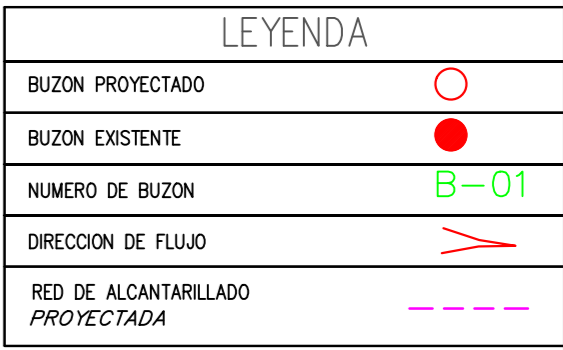 LEYENDA
BUZON PROYECTADO
BUZON EXISTENTE
NUMERO DE BUZON B-01
DIRECCION DE FLUJO
RED DE ALCANTARILLADO
PROYECTADA